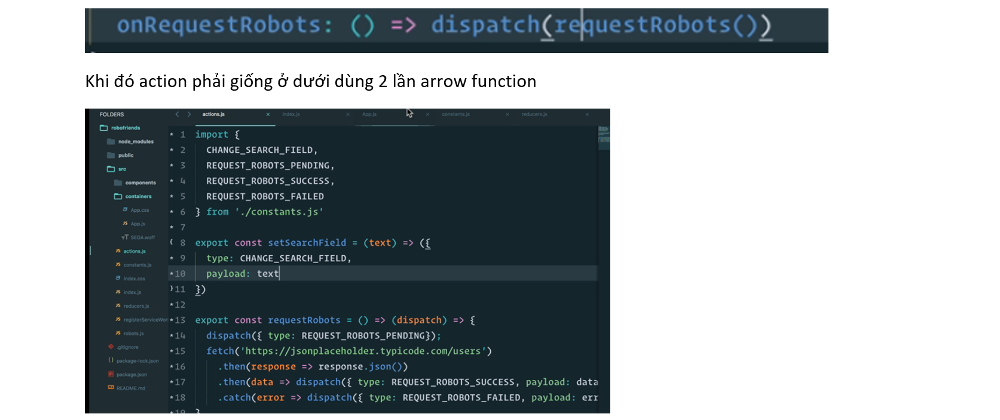 onRequestRobots: () => dispatch(requestRobots())
Khi đó action phải giống ở dưới dùng 2 lần arrow function
FOLDERS
robofriends
node_modules
public
src
components
containers
App.css
App.js
SEGA.woff
actions.js
constants.js
index.css
index.js
reducers.js
registerServiceWor
robots.js
.gitignore
package-lock.json
package.json
README.md
actions.js × index.js × App.js × constants.js × reducers.js ×
1 import {
2 CHANGE_SEARCH_FIELD,
3 REQUEST_ROBOTS_PENDING,
4 REQUEST_ROBOTS_SUCCESS,
5 REQUEST_ROBOTS_FAILED
6 } from './constants.js'
7
8 export const setSearchField = (text) => ({
9 type: CHANGE_SEARCH_FIELD,
10 payload: text
11 })
12
13 export const requestRobots = () => (dispatch) => {
14 dispatch({ type: REQUEST_ROBOTS_PENDING});
15 fetch('https://jsonplaceholder.typicode.com/users')
16 .then(response => response.json())
17 .then(data => dispatch({ type: REQUEST_ROBOTS_SUCCESS, payload: data
18 .catch(error => dispatch({ type: REQUEST_ROBOTS_FAILED, payload: err
19 }